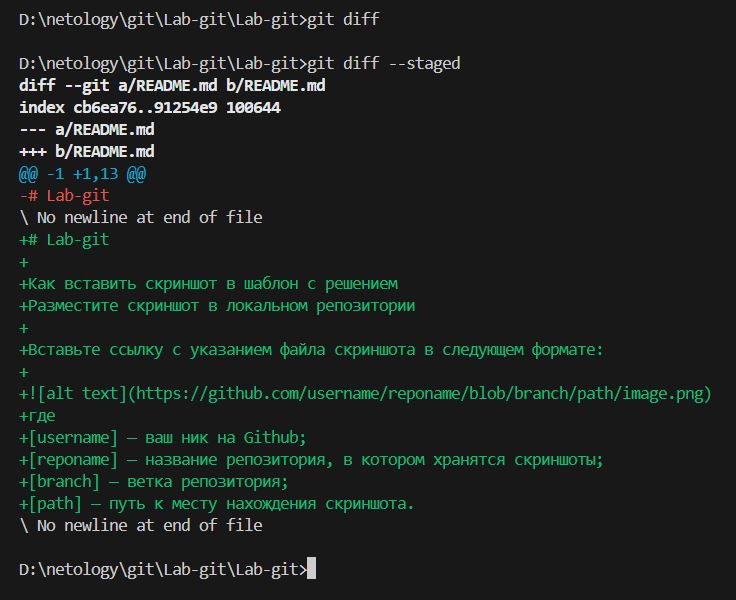 D:\netology\git\Lab-git\Lab-git>git diff
D:\netology\git\Lab-git\Lab-git>git diff --staged
diff --git a/README.md b/README.md
index cb6ea76..91254e9 100644
--- a/README.md
+++ b/README.md
@@ -1 +1,13 @@
-# Lab-git
\ No newline at end of file
+# Lab-git
+
+Как вставить скриншот в шаблон с решением
+Разместите скриншот в локальном репозитории
+
+Вставьте ссылку с указанием файла скриншота в следующем формате:
+
+![alt text](https://github.com/username/reponame/blob/branch/path/image.png)
+где
+[username] — ваш ник на Github;
+[reponame] — название репозитория, в котором хранятся скриншоты;
+[branch] — ветка репозитория;
+[path] — путь к месту нахождения скриншота.
\ No newline at end of file
D:\netology\git\Lab-git\Lab-git>